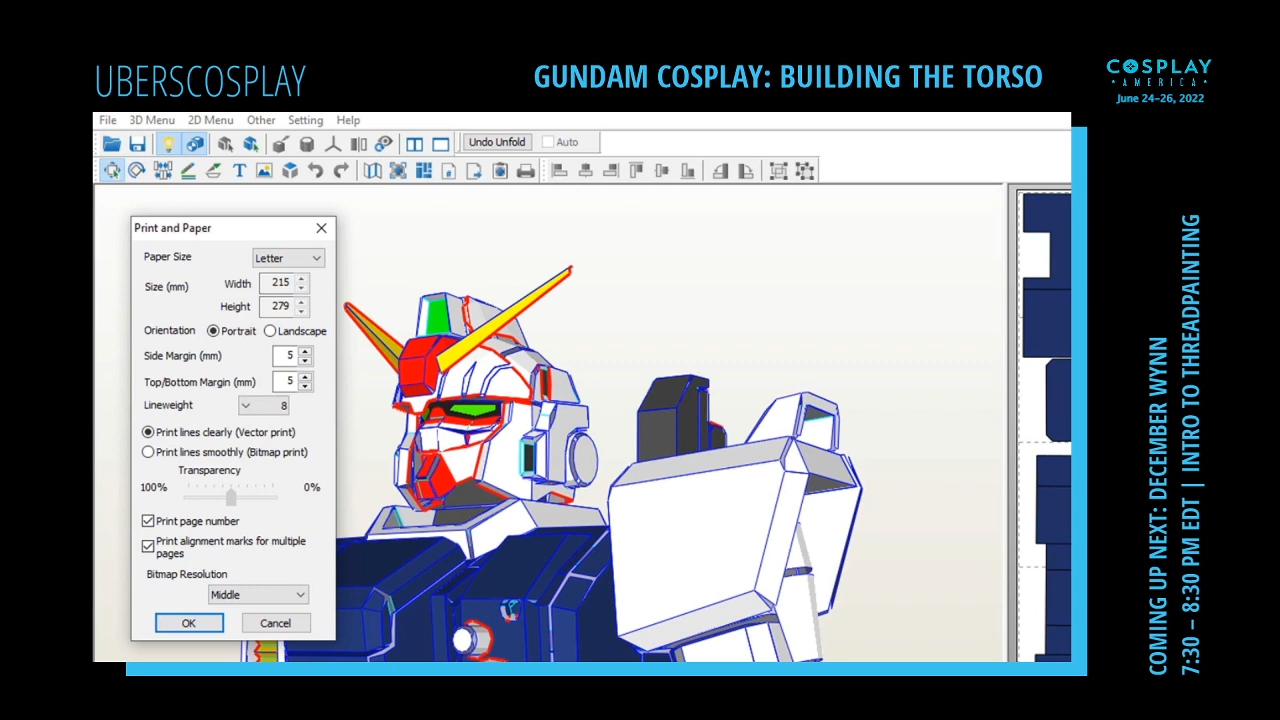 UBERSCOSPLAY
GUNDAM COSPLAY: BUILDING THE TORSO
COSPLAY
AMERICA
June 24-26, 2022
File 3D Menu 2D Menu Other Setting Help
Undo Unfold Auto
Print and Paper
Paper Size Letter
Size (mm) Width 215
Height 279
Orientation Portrait Landscape
Side Margin (mm) 5
Top/Bottom Margin (mm) 5
Lineweight 8
Print lines clearly (Vector print)
Print lines smoothly (Bitmap print)
Transparency
100% 0%
Print page number
Print alignment marks for multiple
pages
Bitmap Resolution
Middle
OK Cancel
COMING UP NEXT: DECEMBER WYNN
7:30 – 8:30 PM EDT | INTRO TO THREADPAINTING